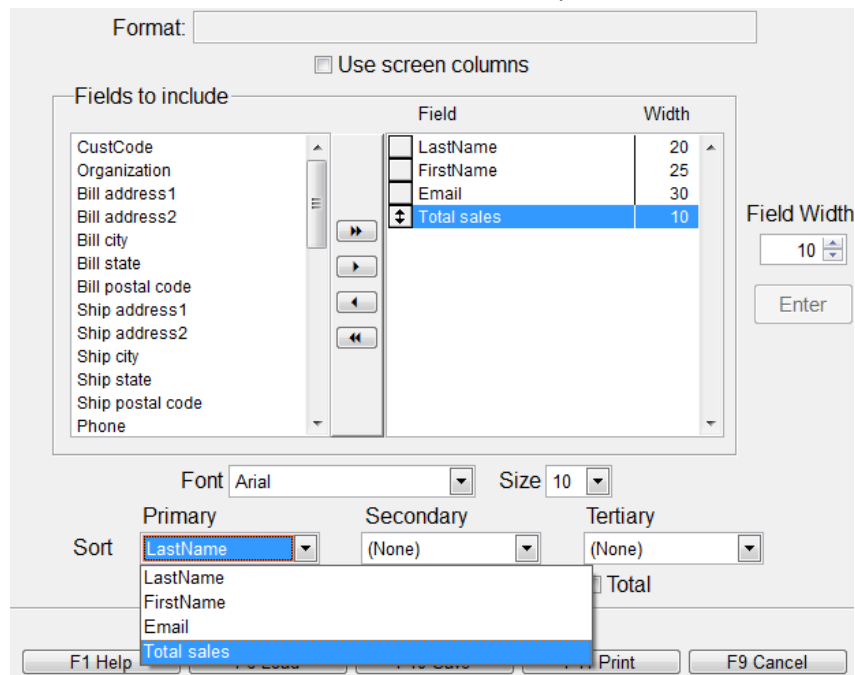 Format:
Use screen columns
Fields to include
Field Width
CustCode
Organization
Bill address1
Bill address2
Bill city
Bill state
Bill postal code
Ship address1
Ship address2
Ship city
Ship state
Ship postal code
Phone
LastName 20
FirstName 25
Email 30
Total sales 10
Field Width
10
Enter
Font Arial Size 10
Primary Secondary Tertiary
Sort LastName (None) (None)
LastName
FirstName
Email
Total sales
Total
F1 Help Print F9 Cancel